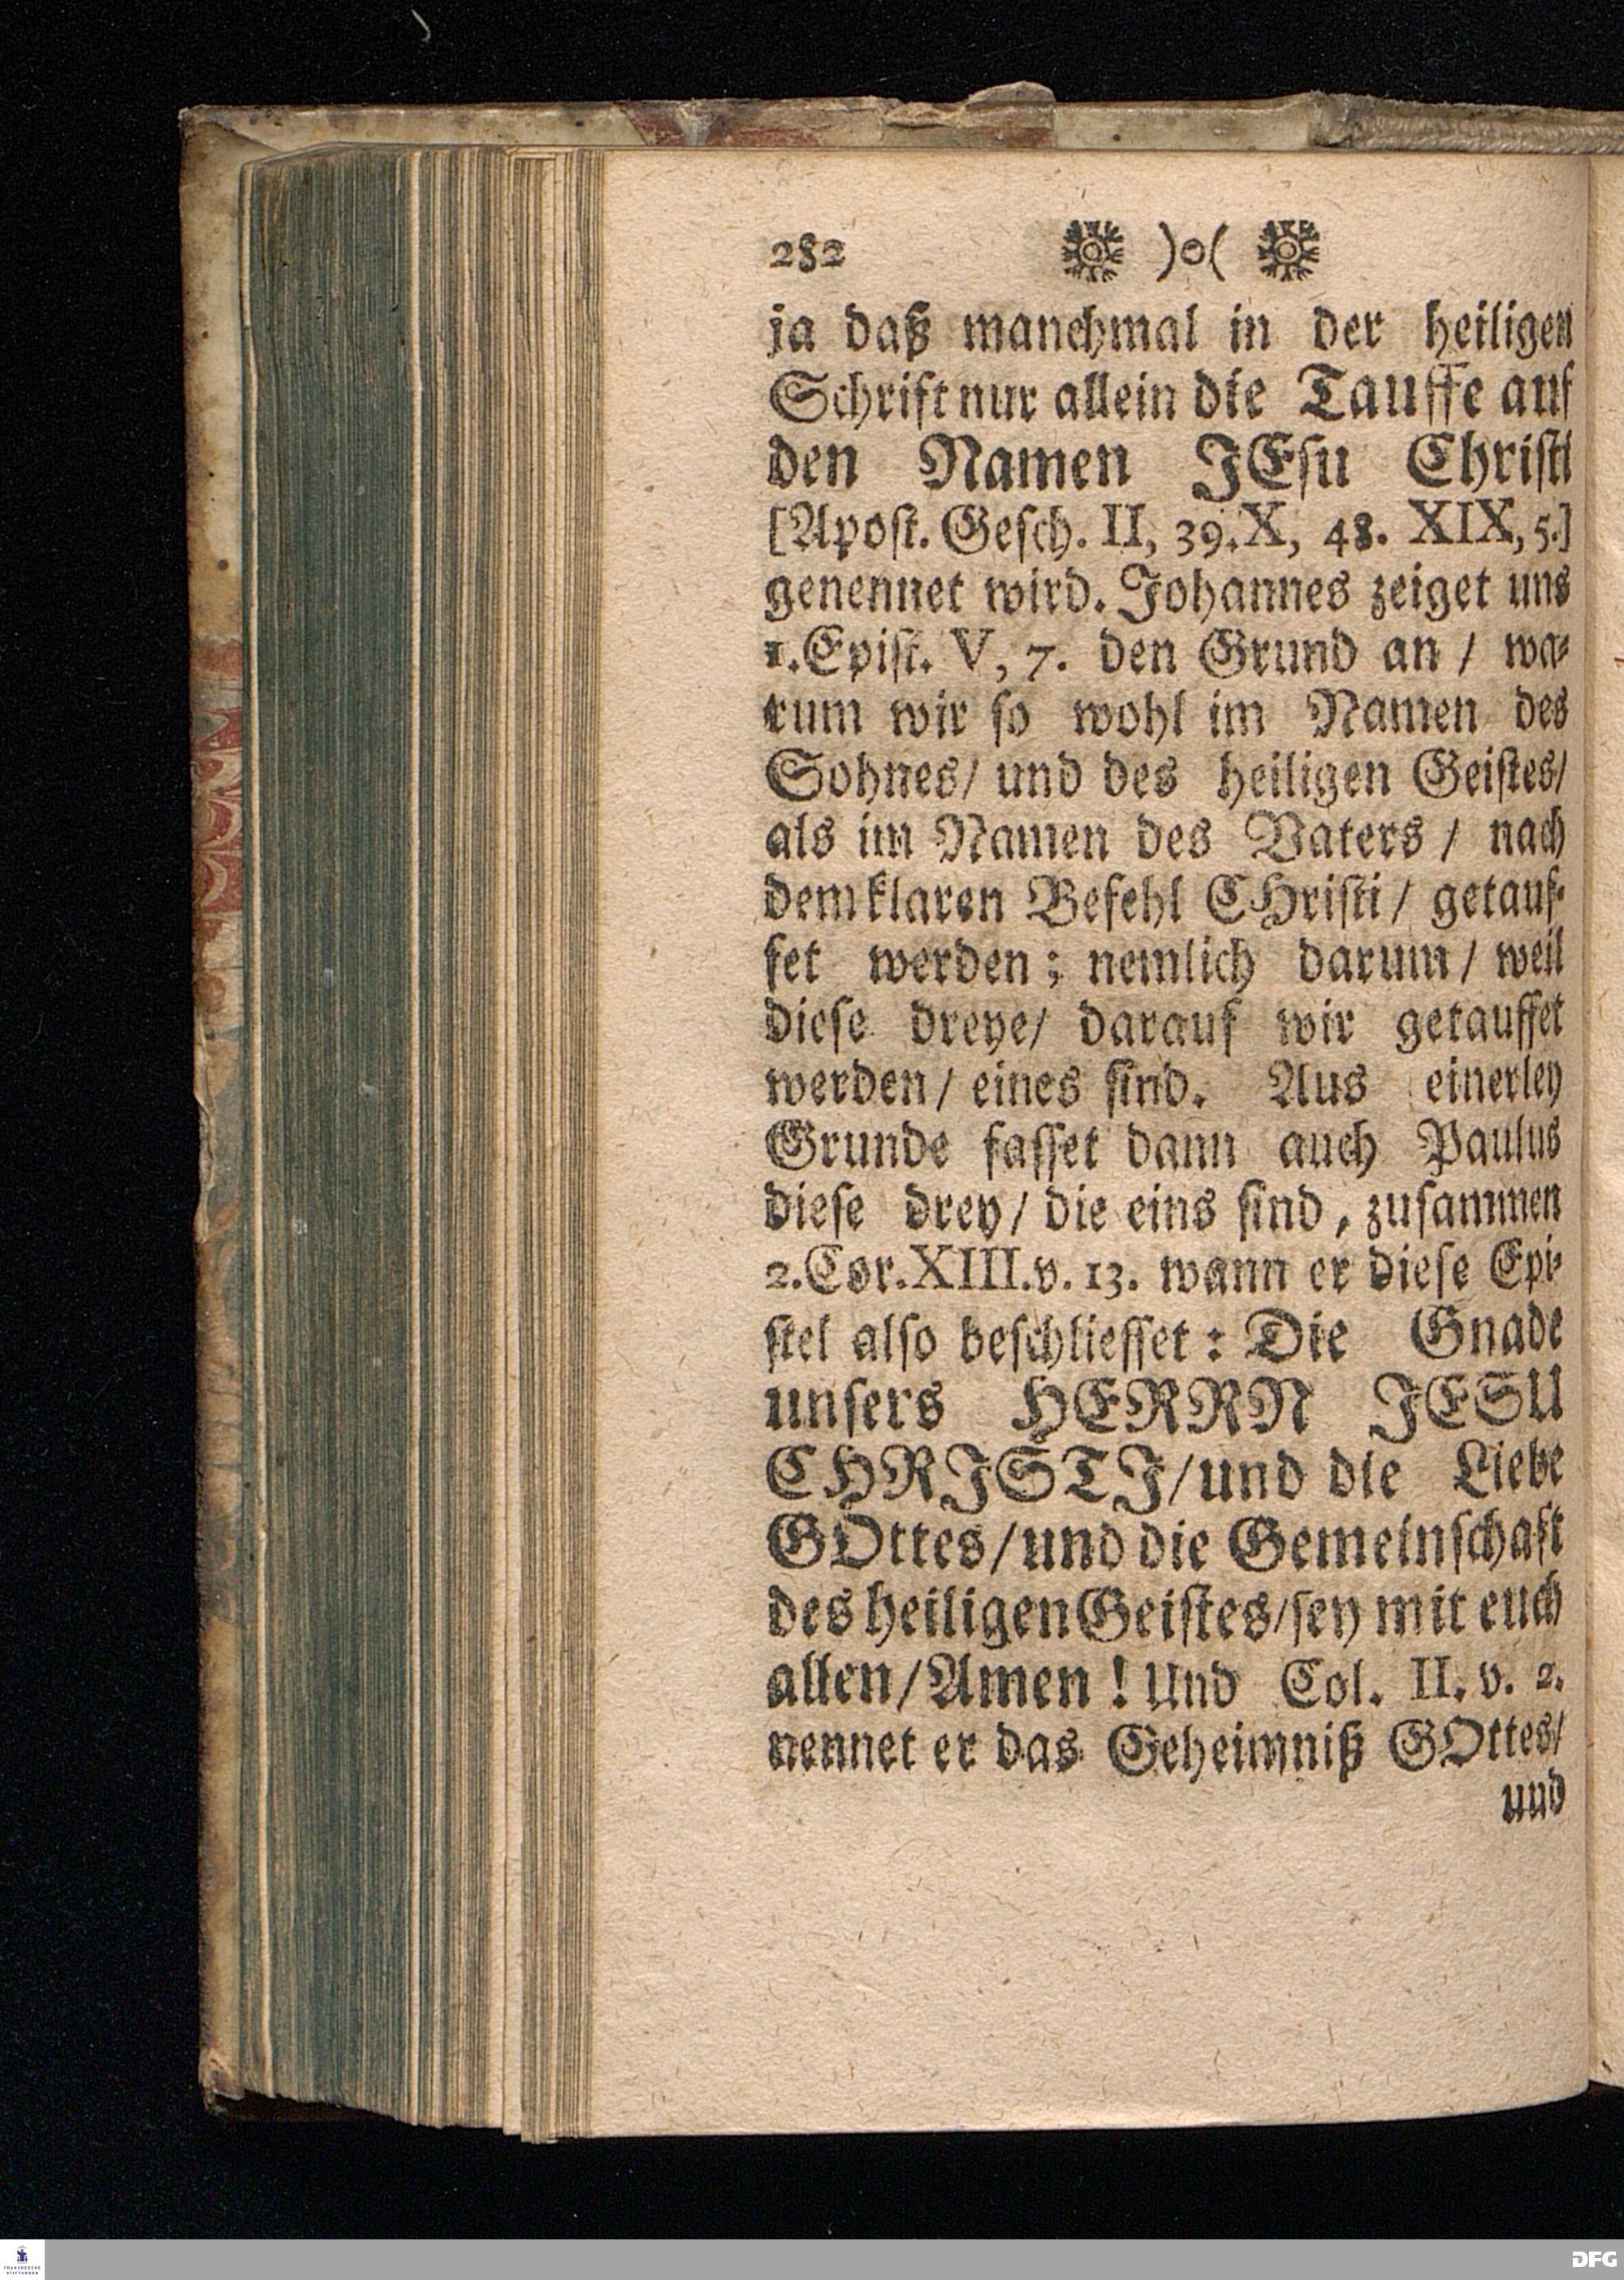 282 )o(
ja daß manchmal in der heiligen
Schrift nur allein die Tauffe auf
den Namen JEsu Christi
[Apost. Gesch. II, 39. X, 48. XIX, 5.]
genennet wird. Johannes zeiget uns
1. Epist. V, 7. den Grund an / wa-
rum wir so wohl im Namen des
Sohnes / und des heiligen Geistes /
als im Namen des Vaters / nach
dem klaren Befehl CHristi / getauf-
fet werden; nemlich darum / weil
diese dreye / darauf wir getauffet
werden / eines sind. Aus einerley
Grunde fasset dann auch Paulus
diese drey / die eins sind, zusammen
2. Cor. XIII. v. 13. wann er diese Epi-
stel also beschliesset: Die Gnade
unsers HERRN JESU
CHRISTI / und die Liebe
GOttes / und die Gemeinschaft
des heiligen Geistes / sey mit euch
allen / Amen! Und Col. II. v. 2.
nennet er das Geheimniß GOttes /
und
FRANCKESCHE
STIFTUNGEN
DFG